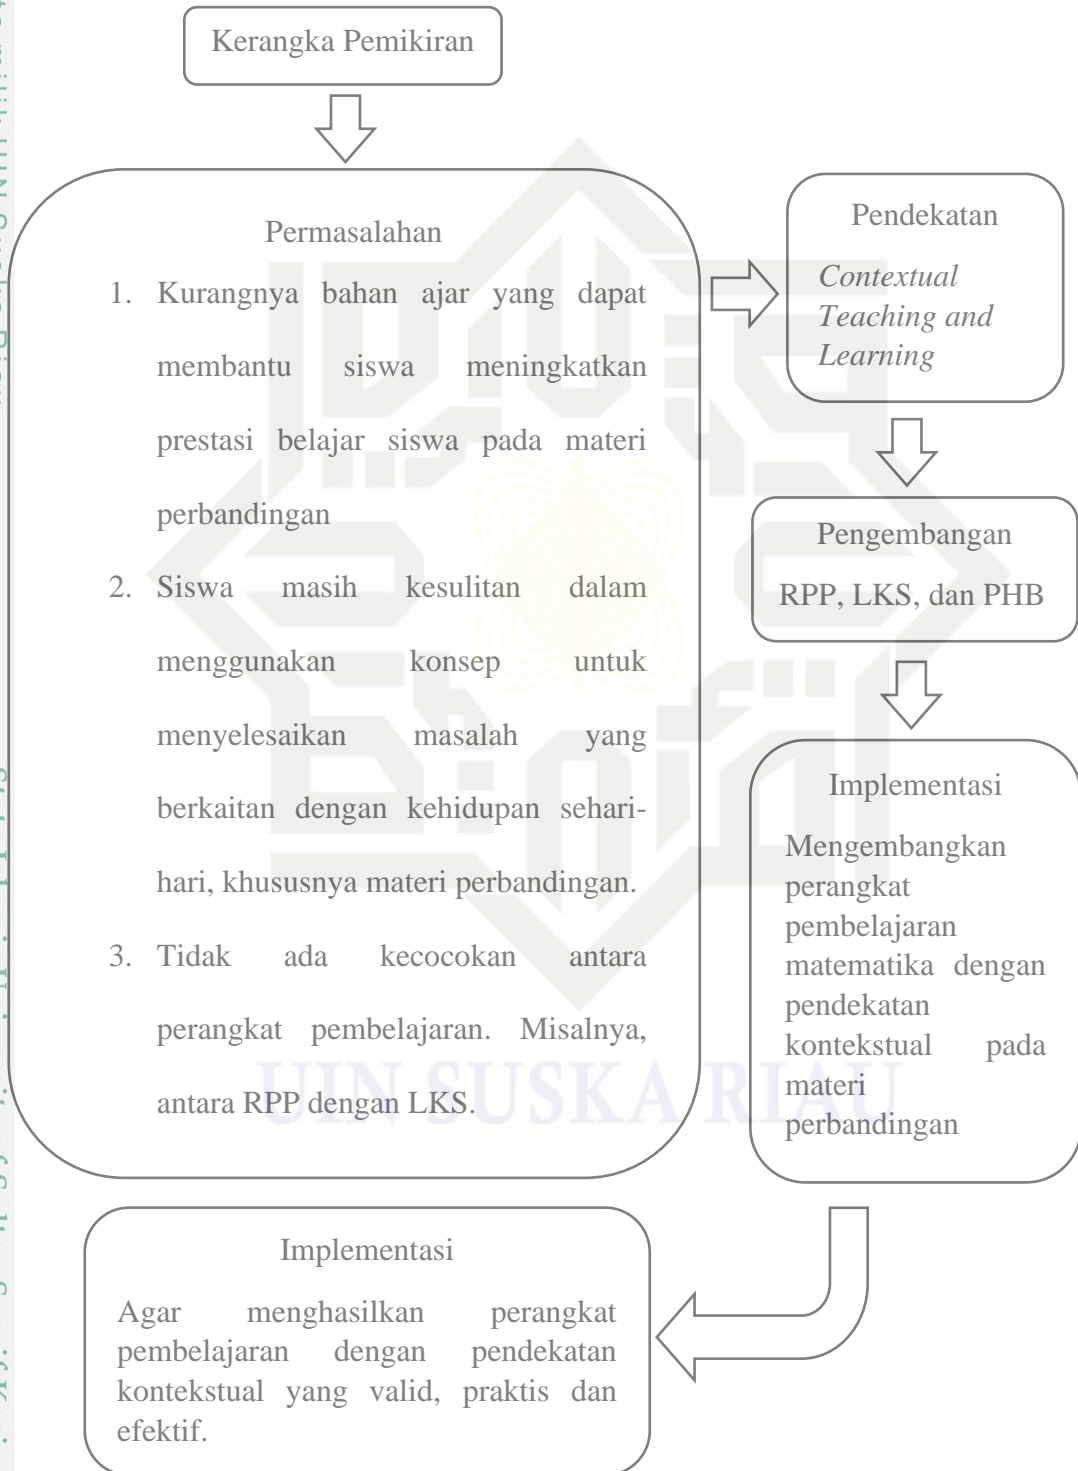 Kerangka Pemikiran
Permasalahan
1. Kurangnya bahan ajar yang dapat
membantu siswa meningkatkan
prestasi belajar siswa pada materi
perbandingan
2. Siswa masih kesulitan dalam
menggunakan konsep untuk
menyelesaikan masalah yang
berkaitan dengan kehidupan sehari-
hari, khususnya materi perbandingan.
3. Tidak ada kecocokan antara
perangkat pembelajaran. Misalnya,
antara RPP dengan LKS.
Pendekatan
Contextual
Teaching and
Learning
Pengembangan
RPP, LKS, dan PHB
Implementasi
Mengembangkan
perangkat
pembelajaran
matematika dengan
pendekatan
kontekstual pada
materi
perbandingan
Implementasi
Agar menghasilkan perangkat
pembelajaran dengan pendekatan
kontekstual yang valid, praktis dan
efektif.
UIN SUSKA RIAU